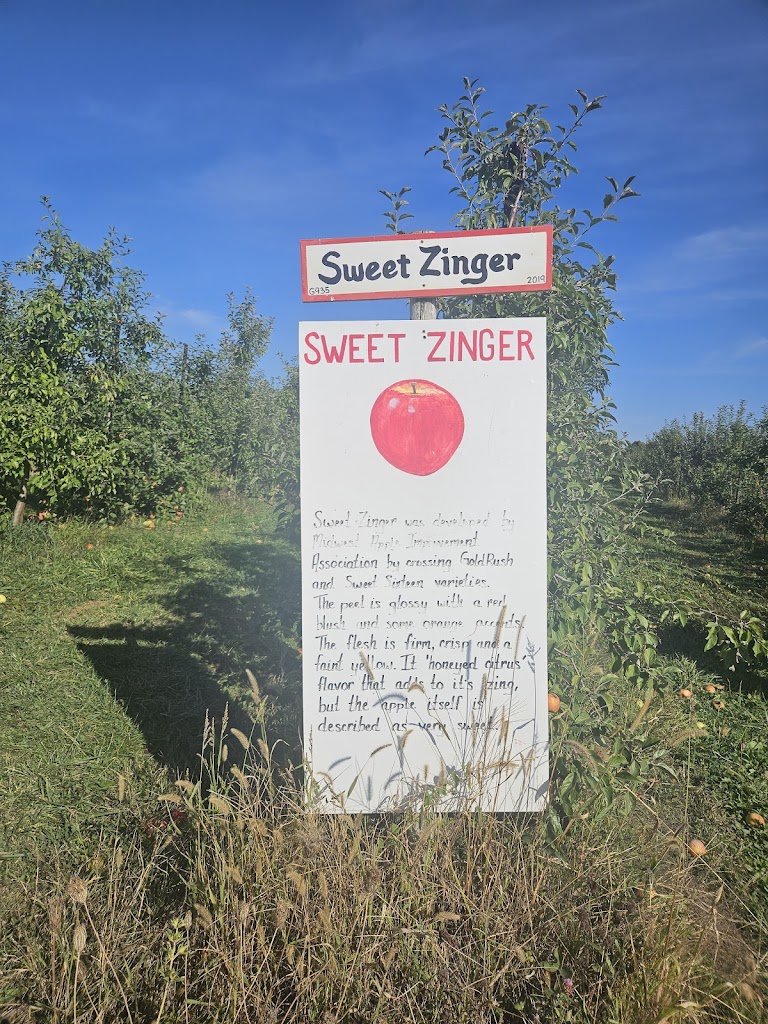 Sweet Zinger
G935 2019
SWEET ZINGER
Sweet Zinger was developed by
Midwest Apple Improvement
Association by crossing GoldRush
and Sweet Sixteen varieties.
The peel is glossy with a red
blush and some orange accents.
The flesh is firm, crisp and a
faint yellow. It 'honeyed citrus'
flavor that adds to it's zing,
but the apple itself is
described as very sweet.